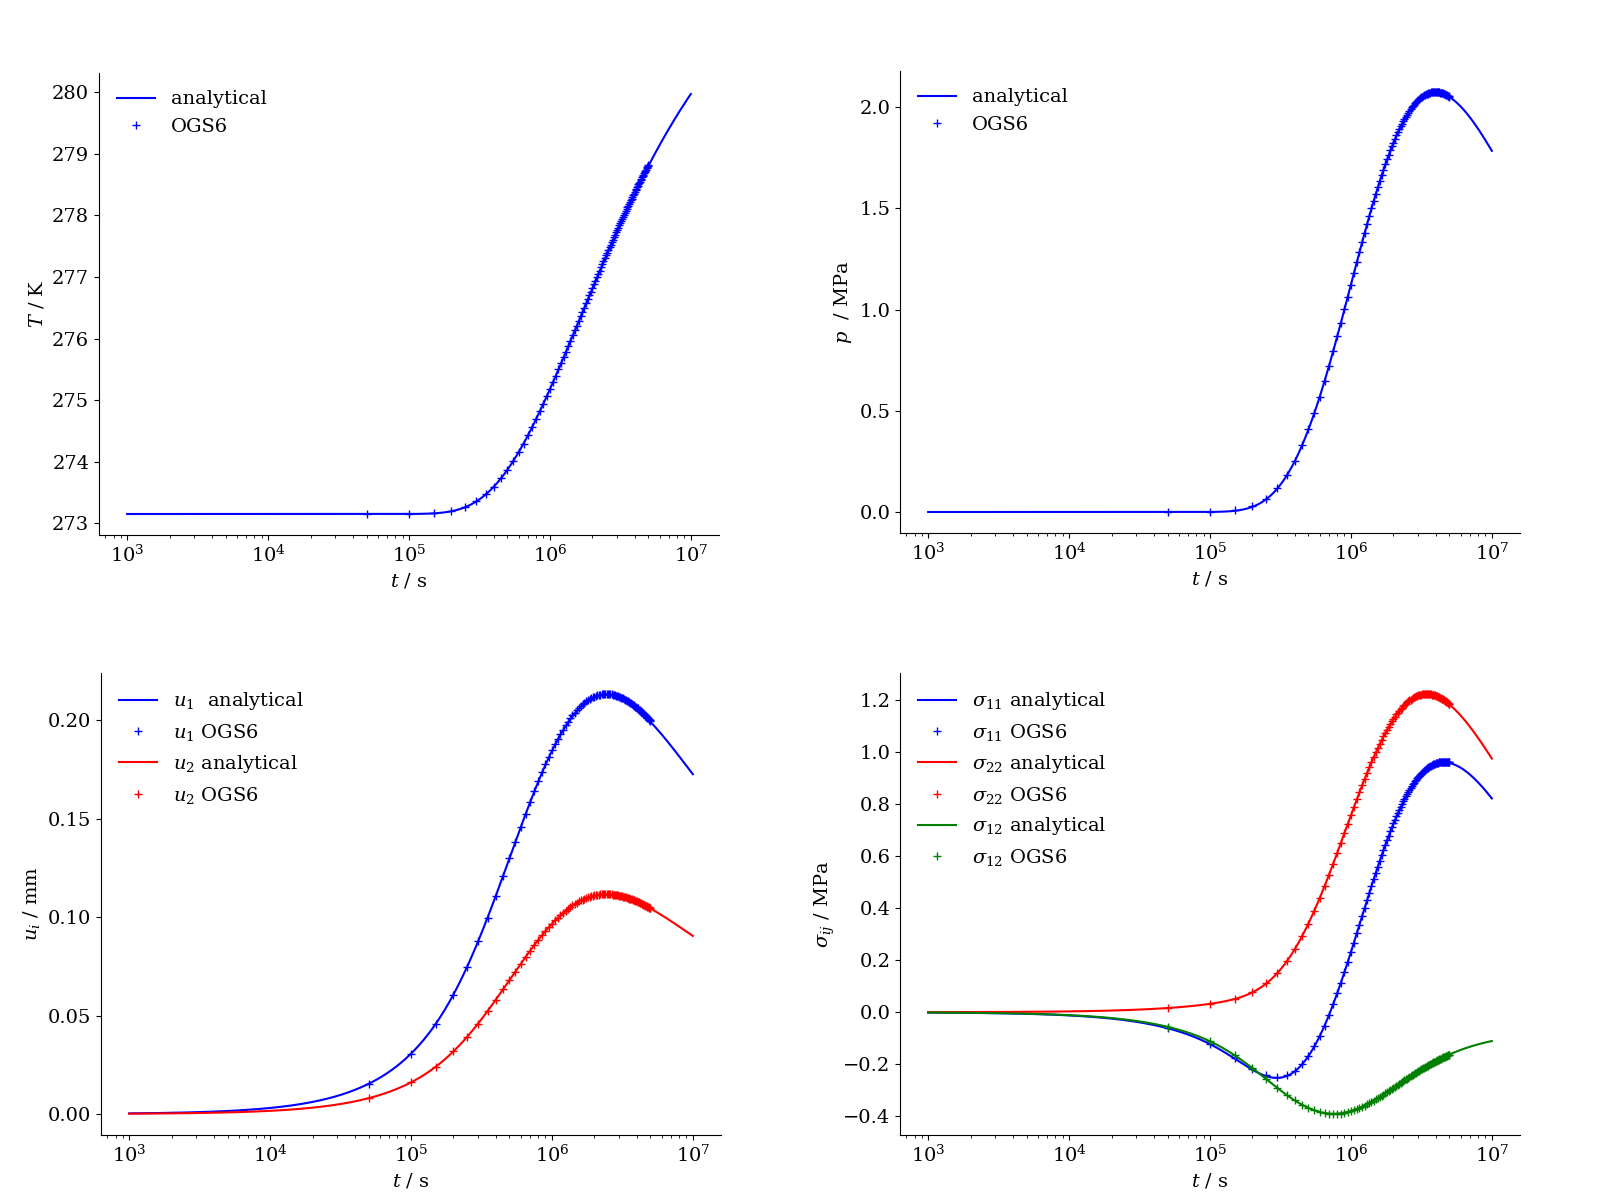 analytical
OGS6
280
279
278
277
276
275
274
273
T / K
10³ 10⁴ 10⁵ 10⁶ 10⁷
t / s
analytical
OGS6
2.0
1.5
1.0
0.5
0.0
p / MPa
10³ 10⁴ 10⁵ 10⁶ 10⁷
t / s
u₁ analytical
u₁ OGS6
u₂ analytical
u₂ OGS6
0.20
0.15
0.10
0.05
0.00
uᵢ / mm
10³ 10⁴ 10⁵ 10⁶ 10⁷
t / s
σ₁₁ analytical
σ₁₁ OGS6
σ₂₂ analytical
σ₂₂ OGS6
σ₁₂ analytical
σ₁₂ OGS6
1.2
1.0
0.8
0.6
0.4
0.2
0.0
−0.2
−0.4
σᵢⱼ / MPa
10³ 10⁴ 10⁵ 10⁶ 10⁷
t / s